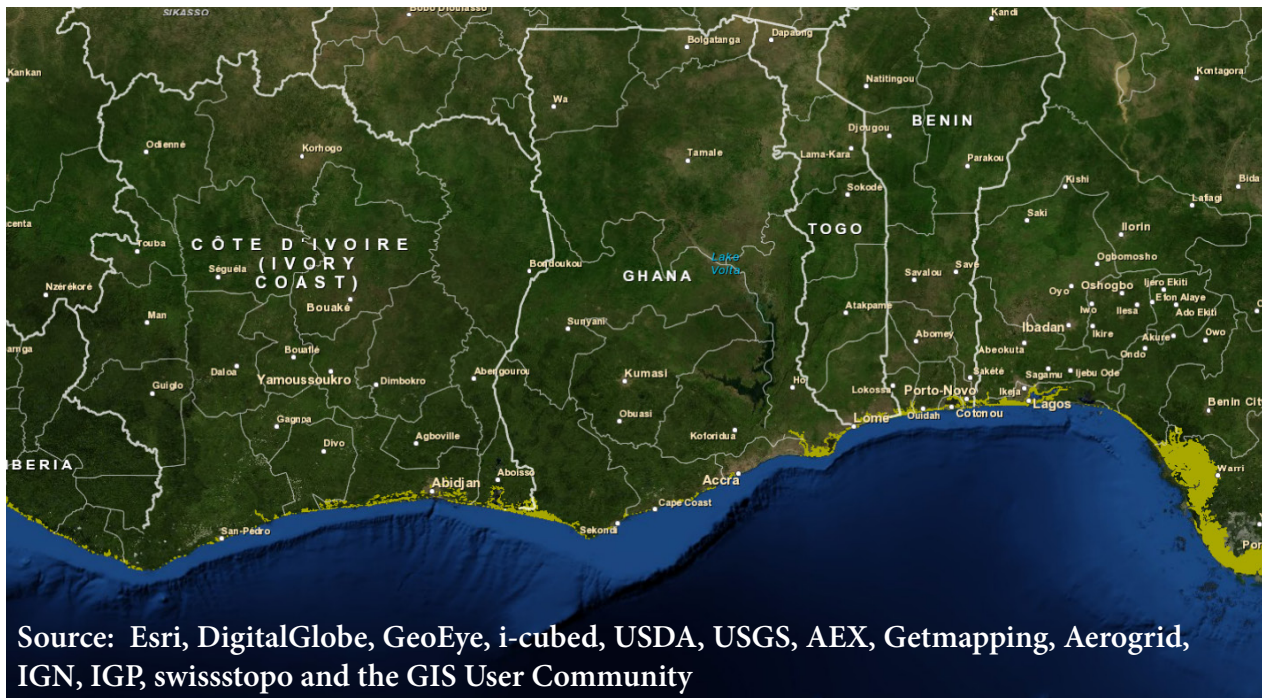 SIKASSO
Bobo Dioulasso
Kandi
Bolgatanga
Dapaong
Kankan
Kontagora
Natitingou
Wa
BENIN
Djougou
Odienné
Korhogo
Tamale
Lama-Kara
Parakou
Kishi
Bida
Sokodé
Lafiagi
centa
Saki
TOGO
Ilorin
Touba
CÔTE D'IVOIRE
(IVORY
COAST)
Lake
Volta
Séguéla
Bondoukou
GHANA
Savalou
Savé
Ogbomosho
Nzérékoré
Bouaké
Oyo
Oshogbo
Ijero Ekiti
Efon Alaye
Man
Atakpamé
Iwo
Ilesa
Ado Ekiti
Sunyani
Ibadan
Ikire
Akure
Owo
Bouaflé
Abomey
Abeokuta
Ondo
Daloa
Yamoussoukro
Dimbokro
Abengourou
Kumasi
Ho
Sakété
Sagamu
Ijebu Ode
Guiglo
Lokossa
Porto-Novo
Ikeja
Lagos
Benin City
Gagnoa
Obuasi
Lomé
Ouidah
Cotonou
Divo
Agboville
Koforidua
IBERIA
Aboisso
Warri
Abidjan
Accra
Cape Coast
San-Pédro
Sekondi
Por
Source: Esri, DigitalGlobe, GeoEye, i-cubed, USDA, USGS, AEX, Getmapping, Aerogrid,
IGN, IGP, swissstopo and the GIS User Community